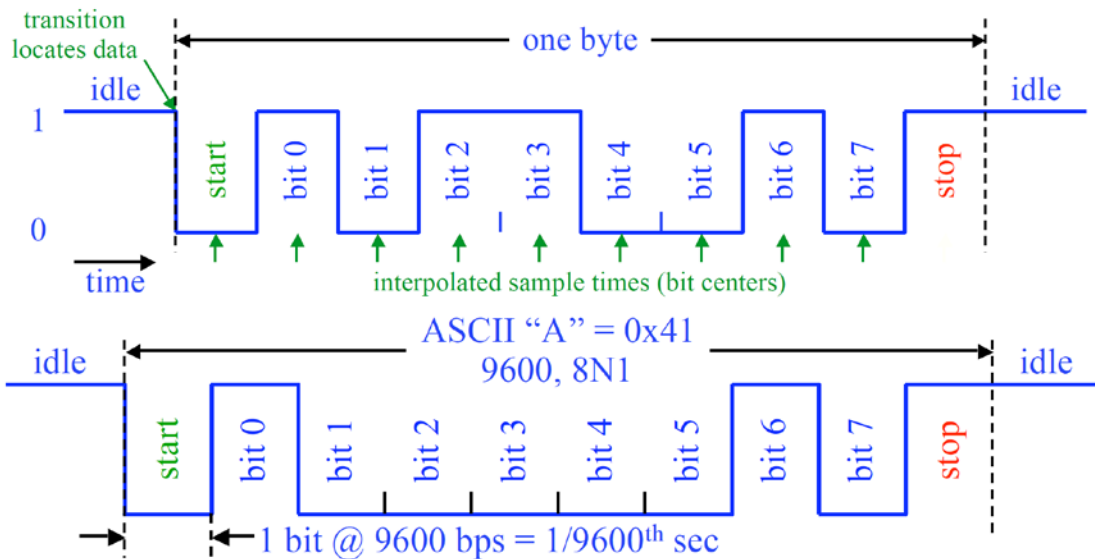 transition
locates data
one byte
idle
idle
1
start
bit 0
bit 1
bit 2
bit 3
bit 4
bit 5
bit 6
bit 7
stop
0
time
interpolated sample times (bit centers)
ASCII “A” = 0x41
9600, 8N1
idle
idle
start
bit 0
bit 1
bit 2
bit 3
bit 4
bit 5
bit 6
bit 7
stop
1 bit @ 9600 bps = 1/9600th sec